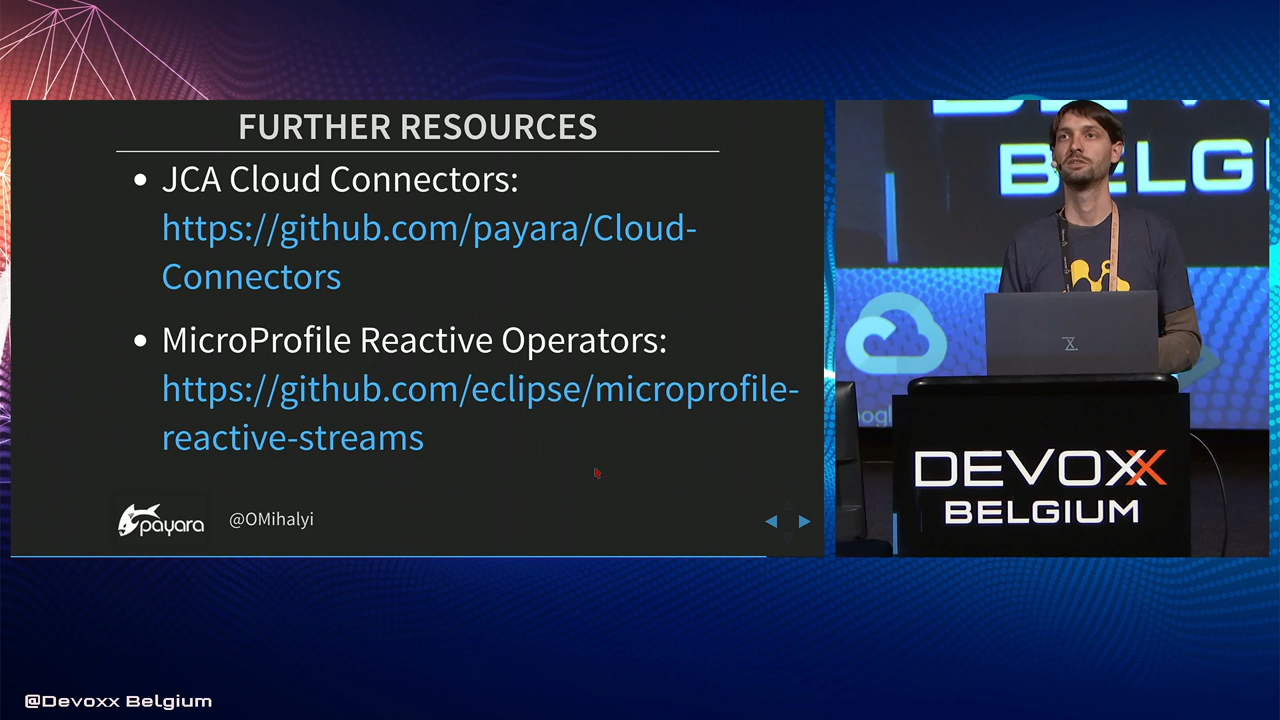 FURTHER RESOURCES
JCA Cloud Connectors:
https://github.com/payara/Cloud-
Connectors
MicroProfile Reactive Operators:
https://github.com/eclipse/microprofile-
reactive-streams
payara
@OMihalyi
BELG
DEVOXX
BELGIUM
@Devoxx Belgium